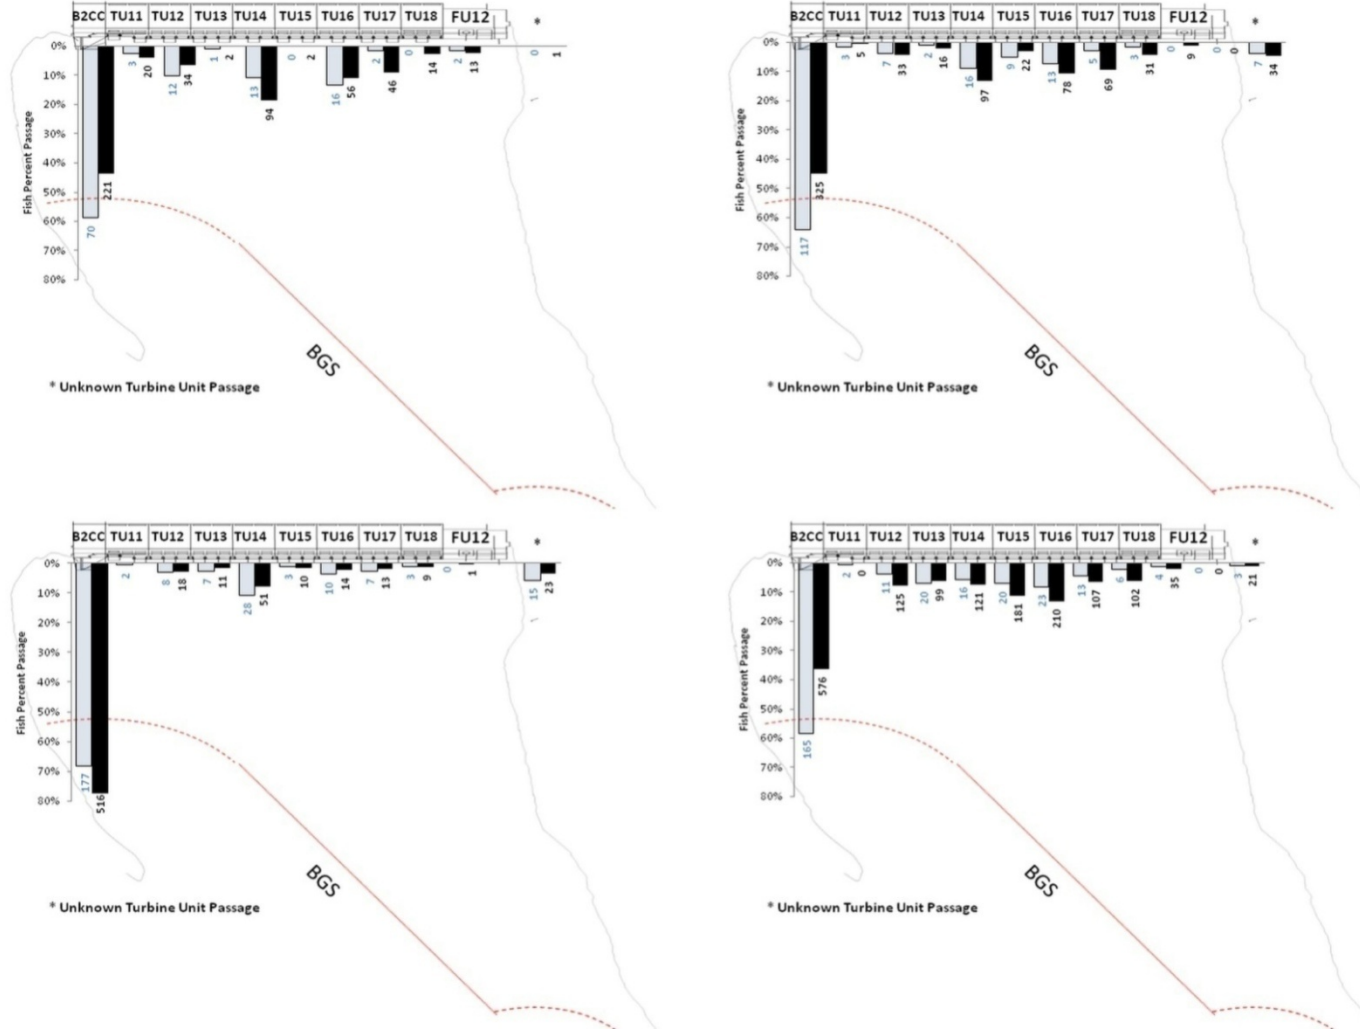 B2CC TU11 TU12 TU13 TU14 TU15 TU16 TU17 TU18 FU12 *
0%
10%
20%
30%
40%
50%
60%
70%
80%
Fish Percent Passage
70 221 3 20 12 34 1 2 13 94 0 2 16 56 2 46 0 14 2 13 0 1
BGS
* Unknown Turbine Unit Passage
B2CC TU11 TU12 TU13 TU14 TU15 TU16 TU17 TU18 FU12 *
0%
10%
20%
30%
40%
50%
60%
70%
80%
Fish Percent Passage
117 325 3 5 7 33 2 16 16 97 9 22 13 78 5 69 3 31 0 9 0 0 7 34
BGS
* Unknown Turbine Unit Passage
B2CC TU11 TU12 TU13 TU14 TU15 TU16 TU17 TU18 FU12 *
0%
10%
20%
30%
40%
50%
60%
70%
80%
Fish Percent Passage
177 516 2 8 18 7 11 28 51 3 10 10 14 7 13 3 9 0 1 15 23
BGS
* Unknown Turbine Unit Passage
B2CC TU11 TU12 TU13 TU14 TU15 TU16 TU17 TU18 FU12 *
0%
10%
20%
30%
40%
50%
60%
70%
80%
Fish Percent Passage
165 576 2 0 11 125 20 99 16 121 20 181 23 210 13 107 6 102 4 35 0 0 3 21
BGS
* Unknown Turbine Unit Passage